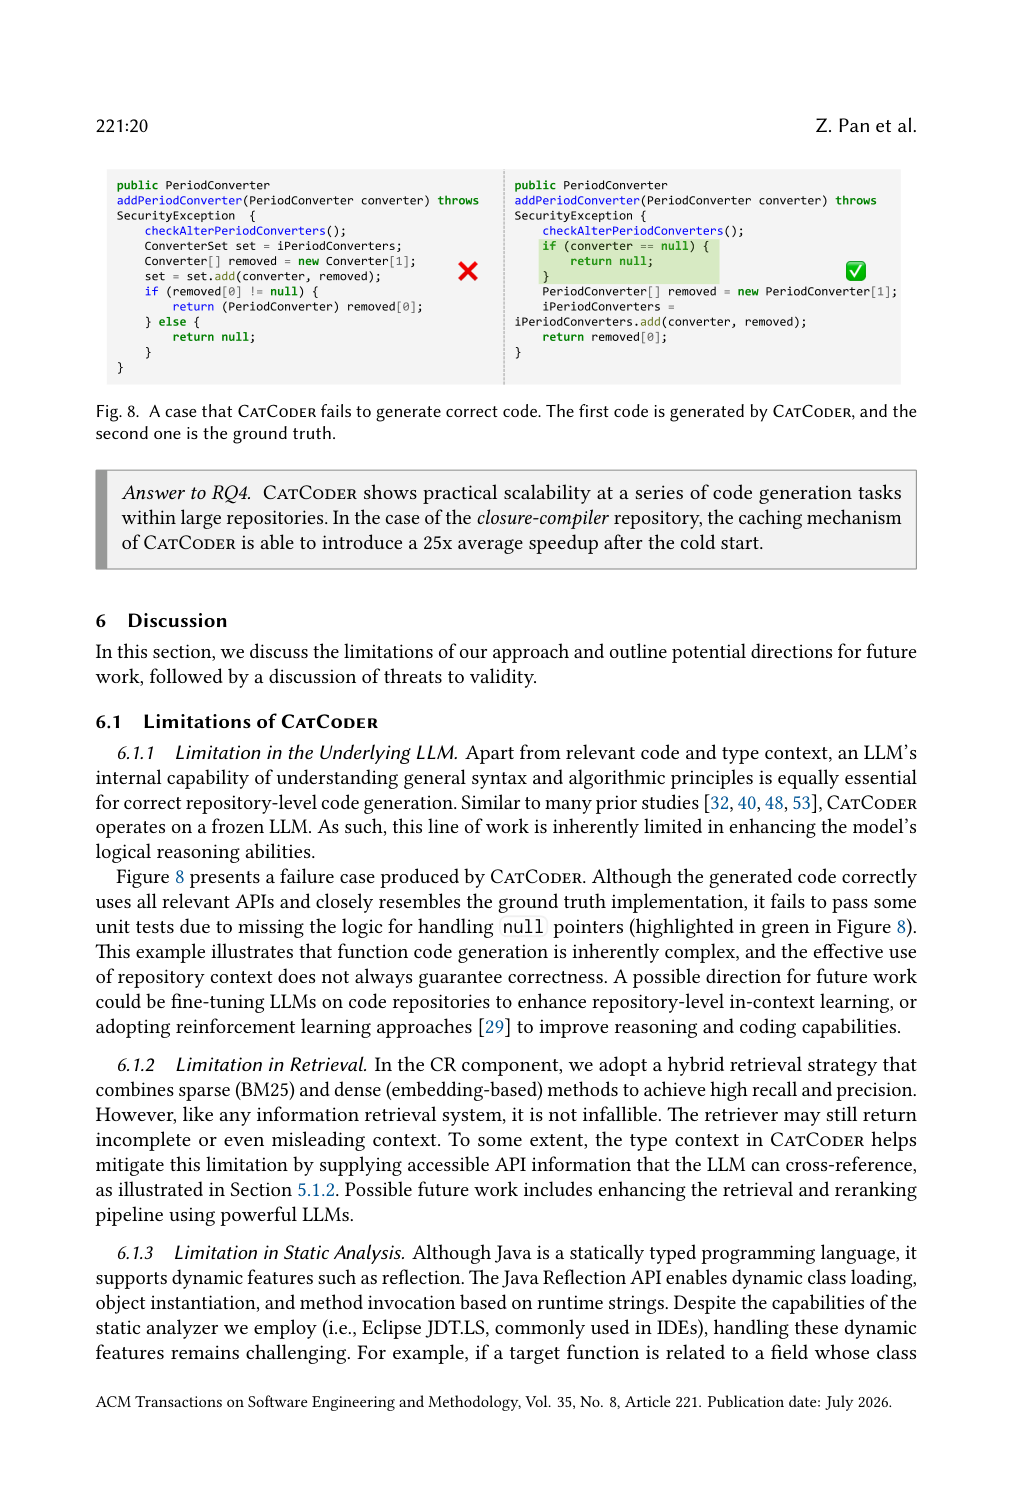 221:20
Z. Pan et al.
public PeriodConverter
addPeriodConverter(PeriodConverter converter) throws
SecurityException  {
    checkAlterPeriodConverters();
    ConverterSet set = iPeriodConverters;
    Converter[] removed = new Converter[1];
    set = set.add(converter, removed);
    if (removed[0] != null) {
        return (PeriodConverter) removed[0];
    } else {
        return null;
    }
}
public PeriodConverter
addPeriodConverter(PeriodConverter converter) throws
SecurityException {
    checkAlterPeriodConverters();
    if (converter == null) {
        return null;
    }
    PeriodConverter[] removed = new PeriodConverter[1];
    iPeriodConverters =
iPeriodConverters.add(converter, removed);
    return removed[0];
}
Fig. 8. A case that CatCoder fails to generate correct code. The first code is generated by CatCoder, and the
second one is the ground truth.
Answer to RQ4. CatCoder shows practical scalability at a series of code generation tasks
within large repositories. In the case of the closure-compiler repository, the caching mechanism
of CatCoder is able to introduce a 25x average speedup after the cold start.
6 Discussion
In this section, we discuss the limitations of our approach and outline potential directions for future
work, followed by a discussion of threats to validity.
6.1 Limitations of CatCoder
6.1.1 Limitation in the Underlying LLM. Apart from relevant code and type context, an LLM's
internal capability of understanding general syntax and algorithmic principles is equally essential
for correct repository-level code generation. Similar to many prior studies [32, 40, 48, 53], CatCoder
operates on a frozen LLM. As such, this line of work is inherently limited in enhancing the model's
logical reasoning abilities.
Figure 8 presents a failure case produced by CatCoder. Although the generated code correctly
uses all relevant APIs and closely resembles the ground truth implementation, it fails to pass some
unit tests due to missing the logic for handling null pointers (highlighted in green in Figure 8).
This example illustrates that function code generation is inherently complex, and the effective use
of repository context does not always guarantee correctness. A possible direction for future work
could be fine-tuning LLMs on code repositories to enhance repository-level in-context learning, or
adopting reinforcement learning approaches [29] to improve reasoning and coding capabilities.
6.1.2 Limitation in Retrieval. In the CR component, we adopt a hybrid retrieval strategy that
combines sparse (BM25) and dense (embedding-based) methods to achieve high recall and precision.
However, like any information retrieval system, it is not infallible. The retriever may still return
incomplete or even misleading context. To some extent, the type context in CatCoder helps
mitigate this limitation by supplying accessible API information that the LLM can cross-reference,
as illustrated in Section 5.1.2. Possible future work includes enhancing the retrieval and reranking
pipeline using powerful LLMs.
6.1.3 Limitation in Static Analysis. Although Java is a statically typed programming language, it
supports dynamic features such as reflection. The Java Reflection API enables dynamic class loading,
object instantiation, and method invocation based on runtime strings. Despite the capabilities of the
static analyzer we employ (i.e., Eclipse JDT.LS, commonly used in IDEs), handling these dynamic
features remains challenging. For example, if a target function is related to a field whose class
ACM Transactions on Software Engineering and Methodology, Vol. 35, No. 8, Article 221. Publication date: July 2026.